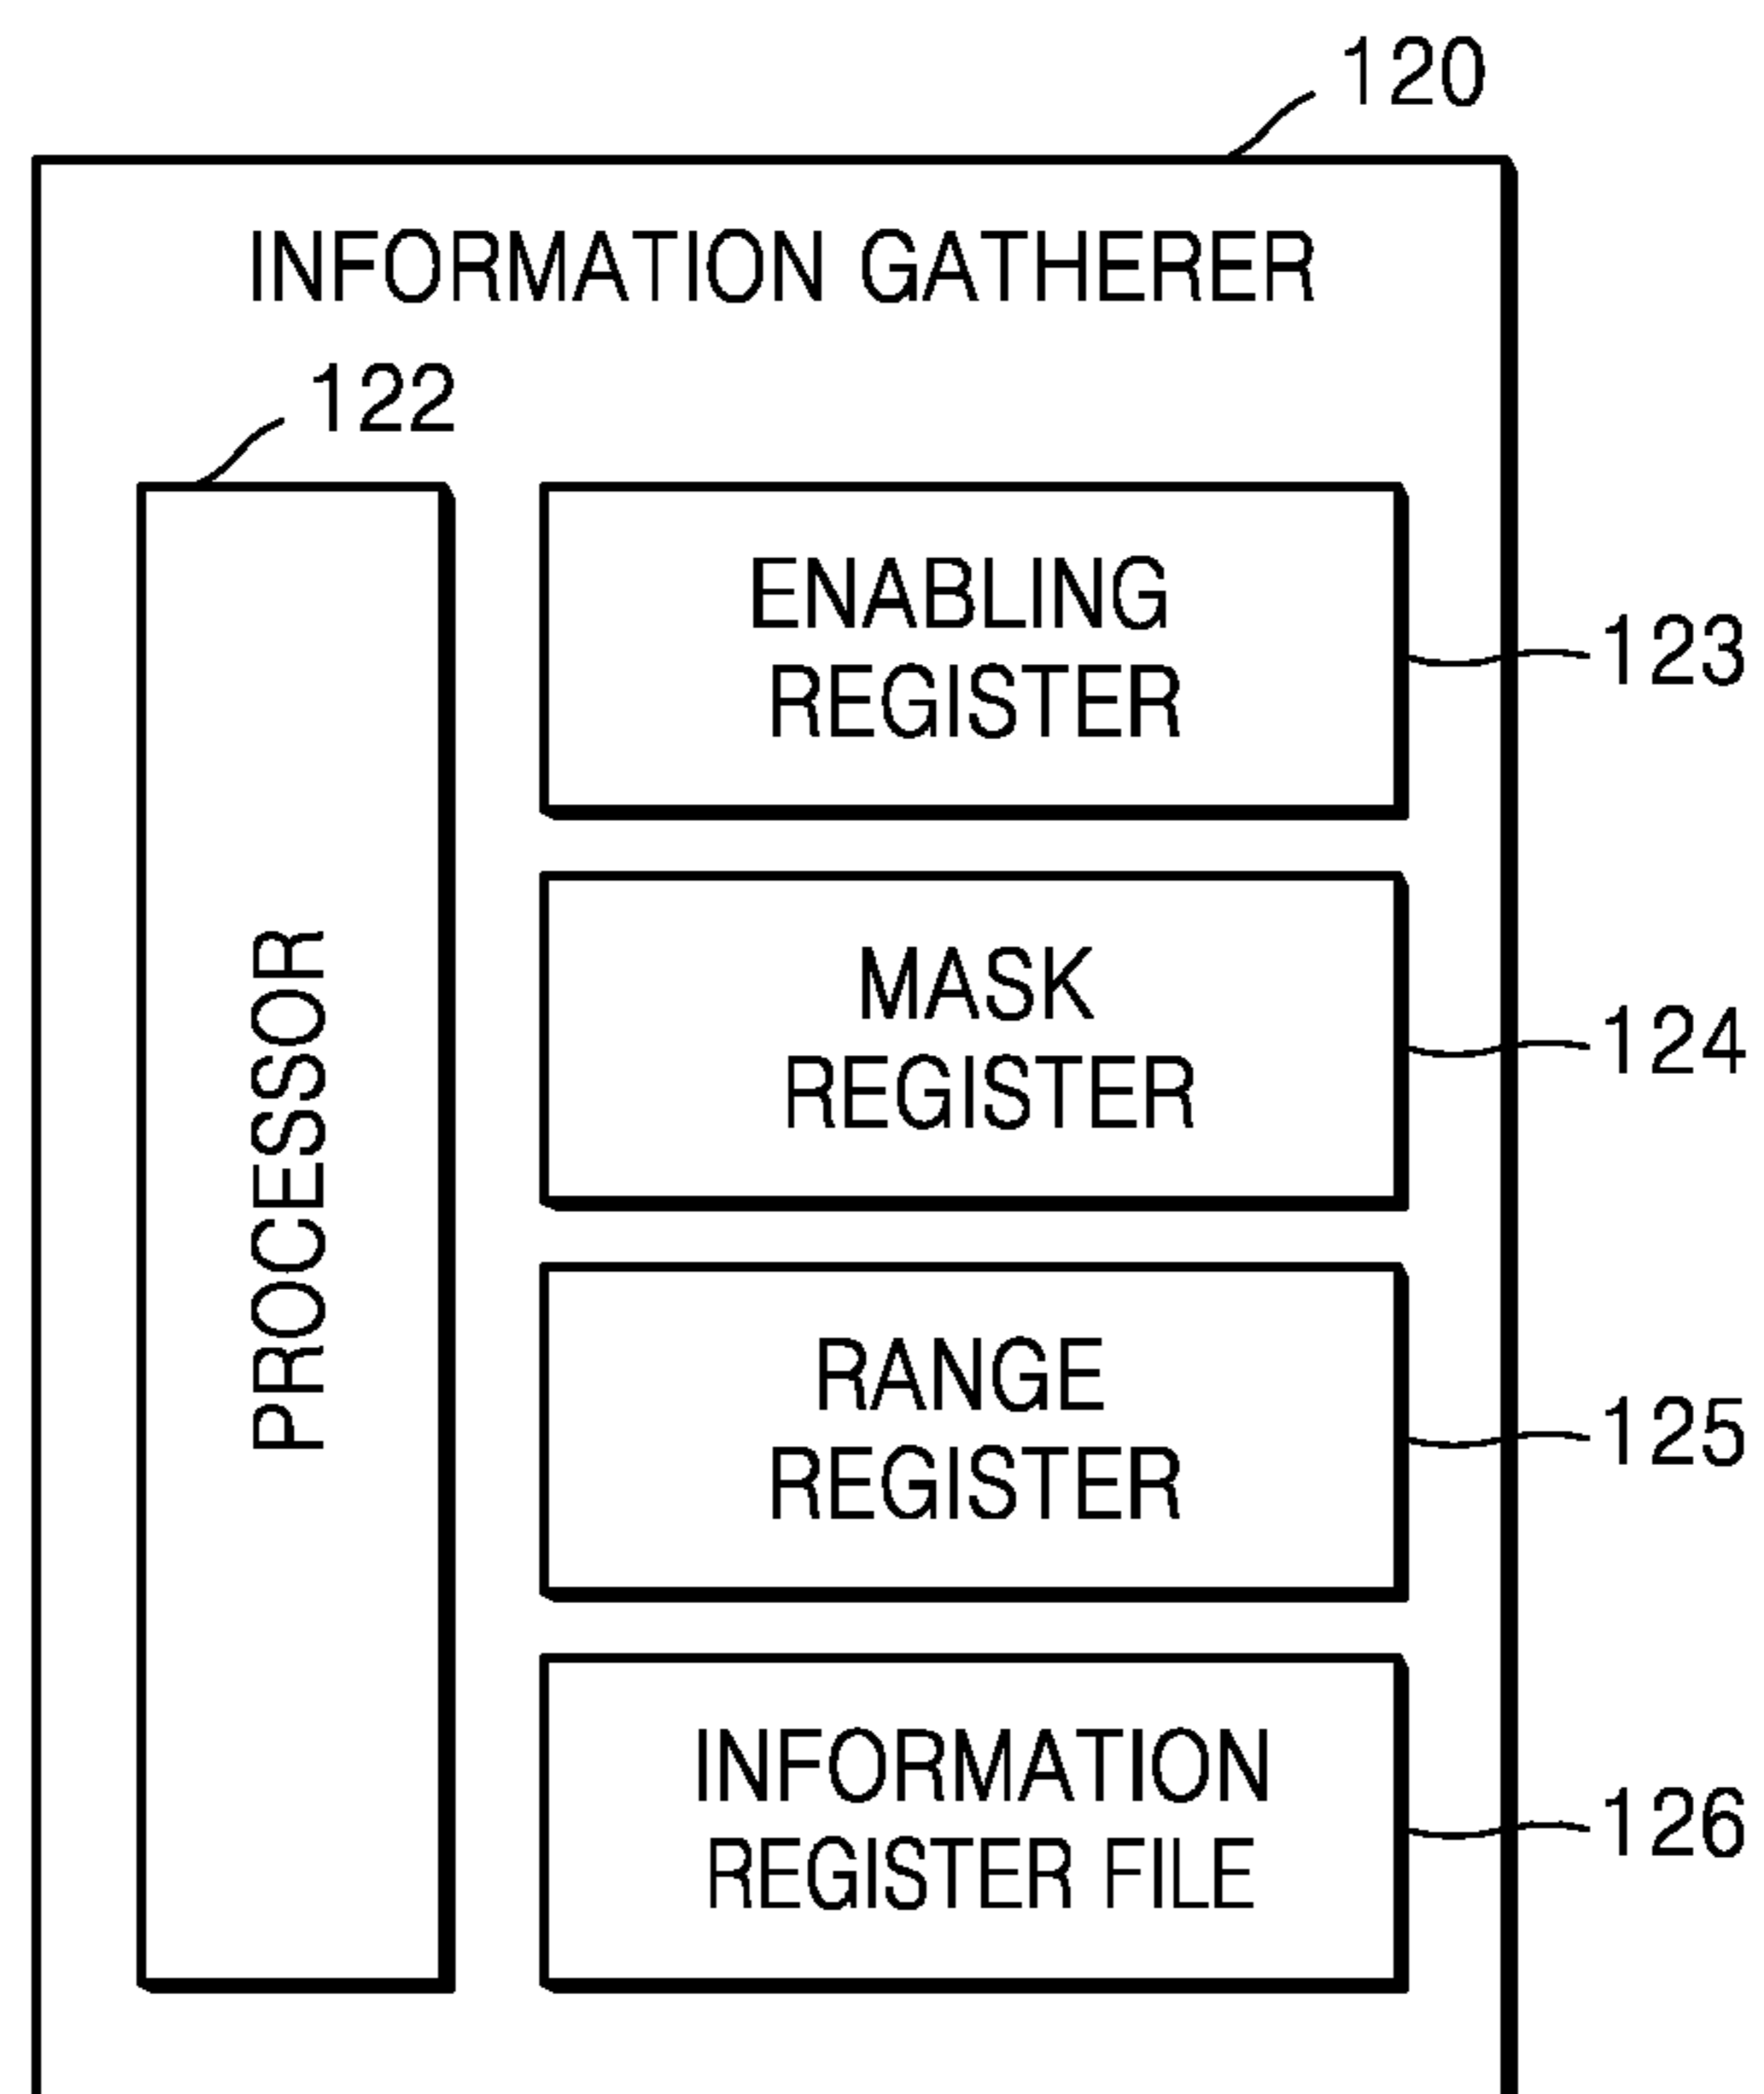 120
INFORMATION GATHERER
122
PROCESSOR
ENABLING
REGISTER
123
MASK
REGISTER
124
RANGE
REGISTER
125
INFORMATION
REGISTER FILE
126